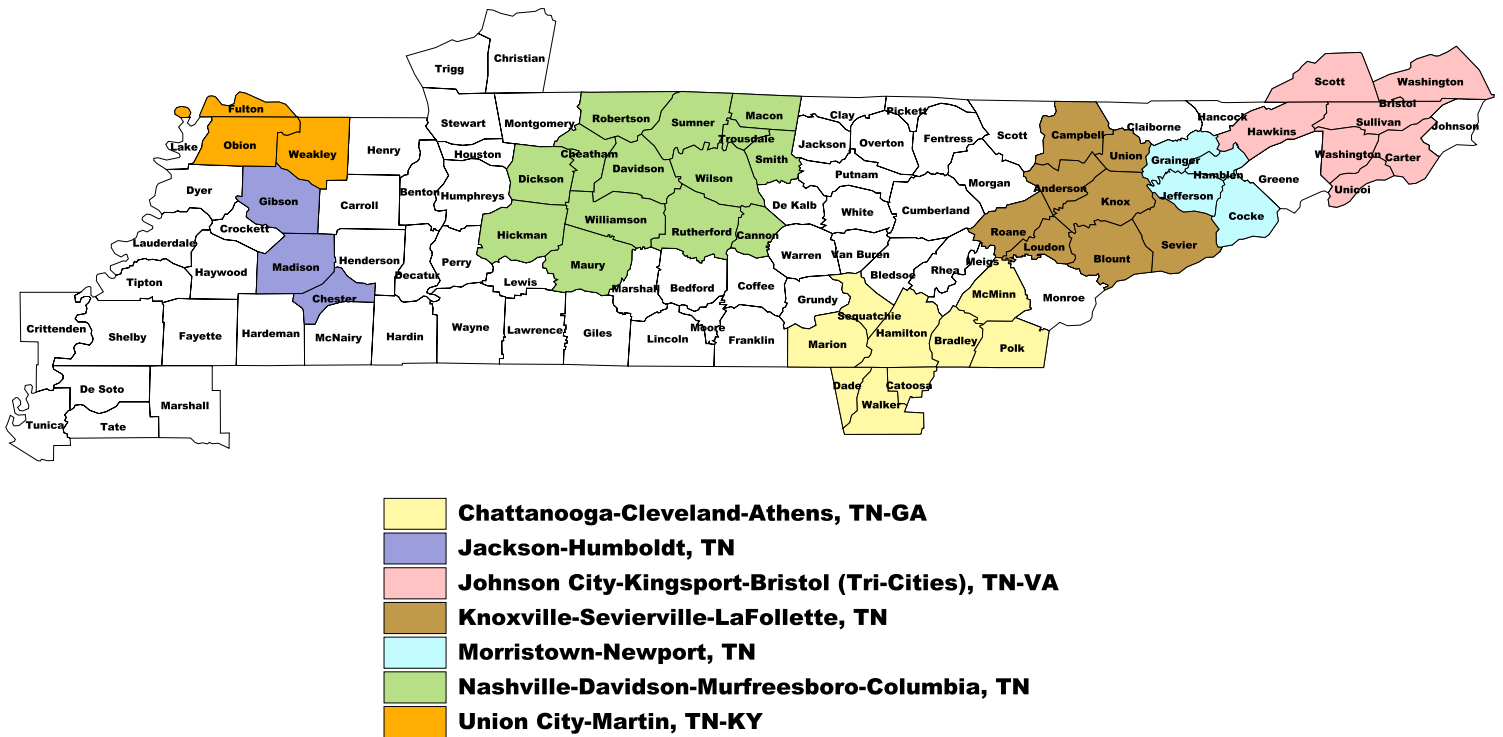 Christian
Trigg
Scott
Washington
Fulton
Bristol
Stewart
Montgomery
Robertson
Sumner
Macon
Clay
Pickett
Hancock
Sullivan
Claiborne
Johnson
Hawkins
Trousdale
Fentress
Scott
Campbell
Lake
Obion
Weakley
Henry
Houston
Cheatham
Jackson
Overton
Union
Washington
Carter
Grainger
Smith
Davidson
Wilson
Dickson
Putnam
Hamblen
Greene
Morgan
Anderson
Unicoi
Dyer
Benton
Humphreys
Jefferson
Gibson
Carroll
De Kalb
Knox
White
Cumberland
Cocke
Williamson
Crockett
Hickman
Rutherford
Cannon
Roane
Lauderdale
Loudon
Sevier
Warren
Van Buren
Henderson
Perry
Blount
Meigs
Haywood
Madison
Maury
Rhea
Decatur
Bledsoe
Tipton
Lewis
Marshall
Bedford
Coffee
McMinn
Chester
Grundy
Monroe
Sequatchie
Crittenden
Shelby
Fayette
Hardeman
McNairy
Hardin
Wayne
Lawrence
Giles
Lincoln
Moore
Franklin
Marion
Hamilton
Bradley
Polk
De Soto
Marshall
Dade
Catoosa
Walker
Tunica
Tate
Chattanooga-Cleveland-Athens, TN-GA
Jackson-Humboldt, TN
Johnson City-Kingsport-Bristol (Tri-Cities), TN-VA
Knoxville-Sevierville-LaFollette, TN
Morristown-Newport, TN
Nashville-Davidson-Murfreesboro-Columbia, TN
Union City-Martin, TN-KY